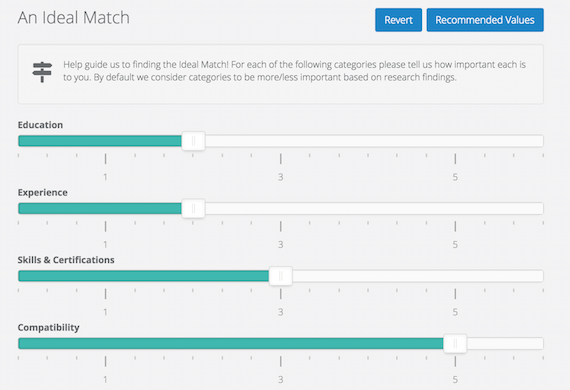 An Ideal Match
Revert
Recommended Values
Help guide us to finding the Ideal Match! For each of the following categories please tell us how important each is
to you. By default we consider categories to be more/less important based on research findings.
Education
1 3 5
Experience
1 3 5
Skills & Certifications
1 3 5
Compatibility
1 3 5